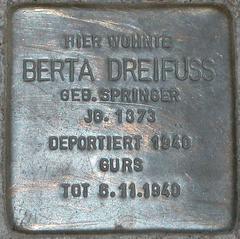 HIER WOHNTE
BERTA DREIFUSS
GEB. SPRINGER
JG. 1873
DEPORTIERT 1940
GURS
TOT 6.11.1940